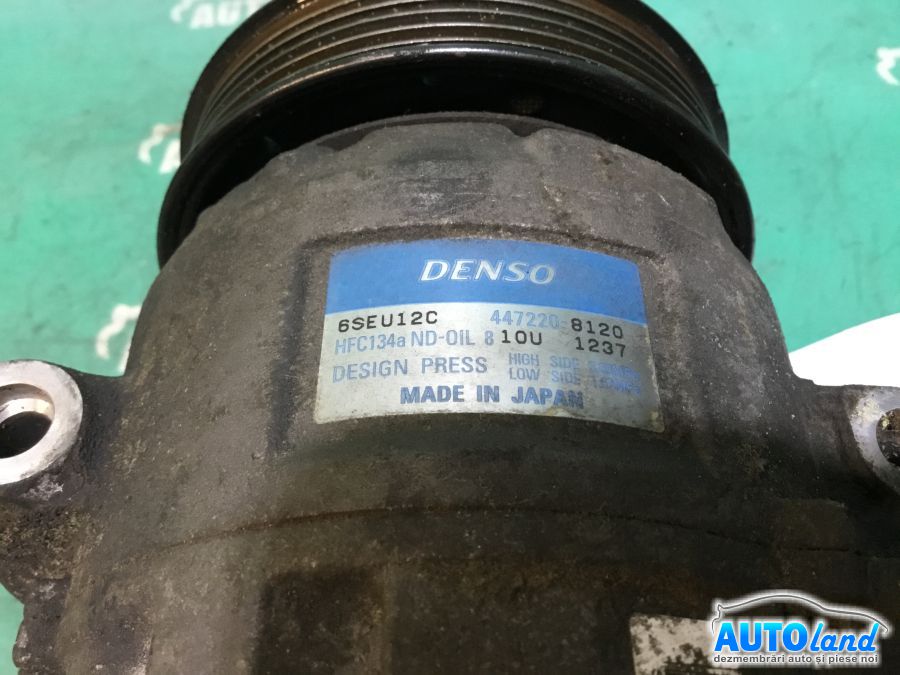 DENSO
6SEU12C 447220-8120
HFC134a ND-OIL 8 10U 1237
DESIGN PRESS HIGH SIDE
LOW SIDE
MADE IN JAPAN
AUTOland
dezmembrări auto și piese noi